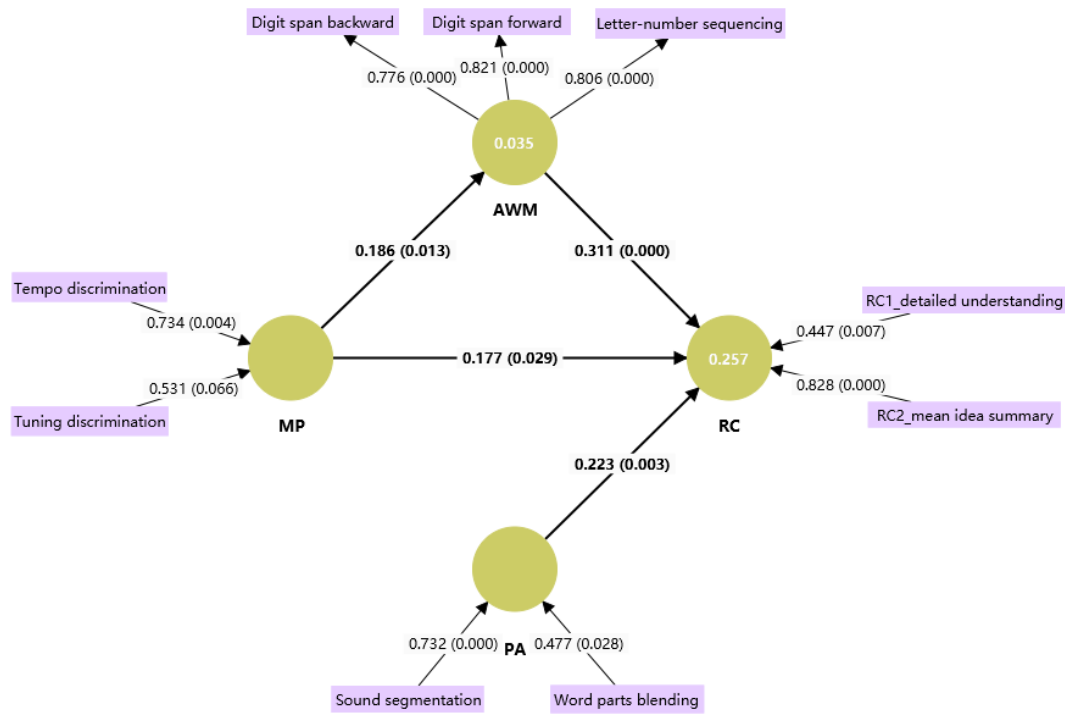 Digit span backward
Digit span forward
Letter-number sequencing
0.776 (0.000)
0.821 (0.000)
0.806 (0.000)
0.035
AWM
0.186 (0.013)
0.311 (0.000)
Tempo discrimination
0.734 (0.004)
RC1_detailed understanding
0.447 (0.007)
0.177 (0.029)
0.257
0.531 (0.066)
0.828 (0.000)
Tuning discrimination
MP
RC
RC2_mean idea summary
0.223 (0.003)
0.732 (0.000)
PA
0.477 (0.028)
Sound segmentation
Word parts blending